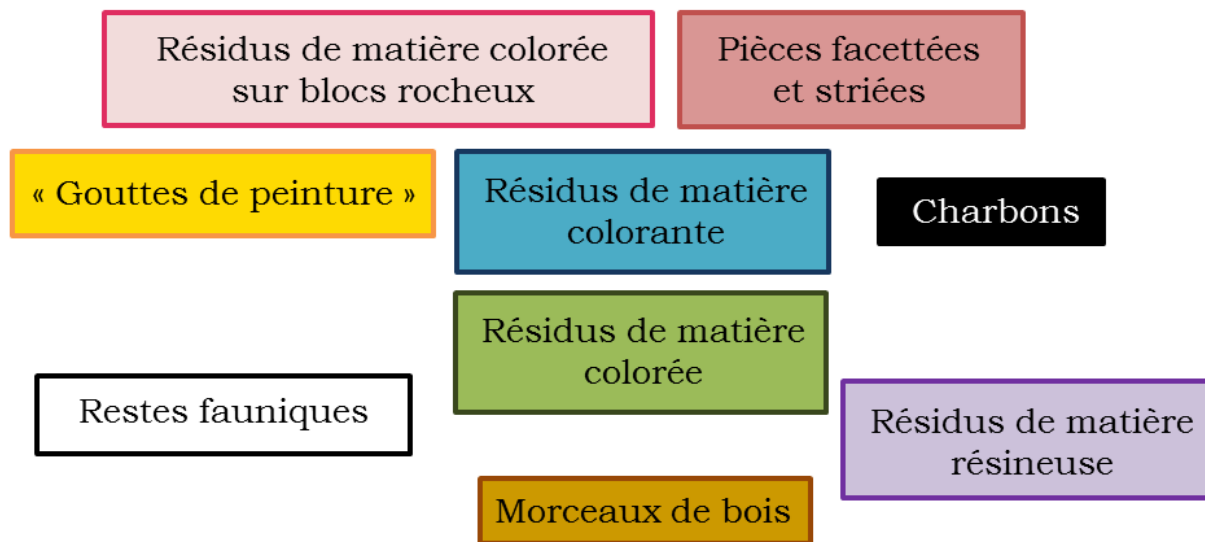 Résidus de matière colorée
sur blocs rocheux
Pièces facettées
et striées
« Gouttes de peinture »
Résidus de matière
colorante
Charbons
Résidus de matière
colorée
Restes fauniques
Résidus de matière
résineuse
Morceaux de bois